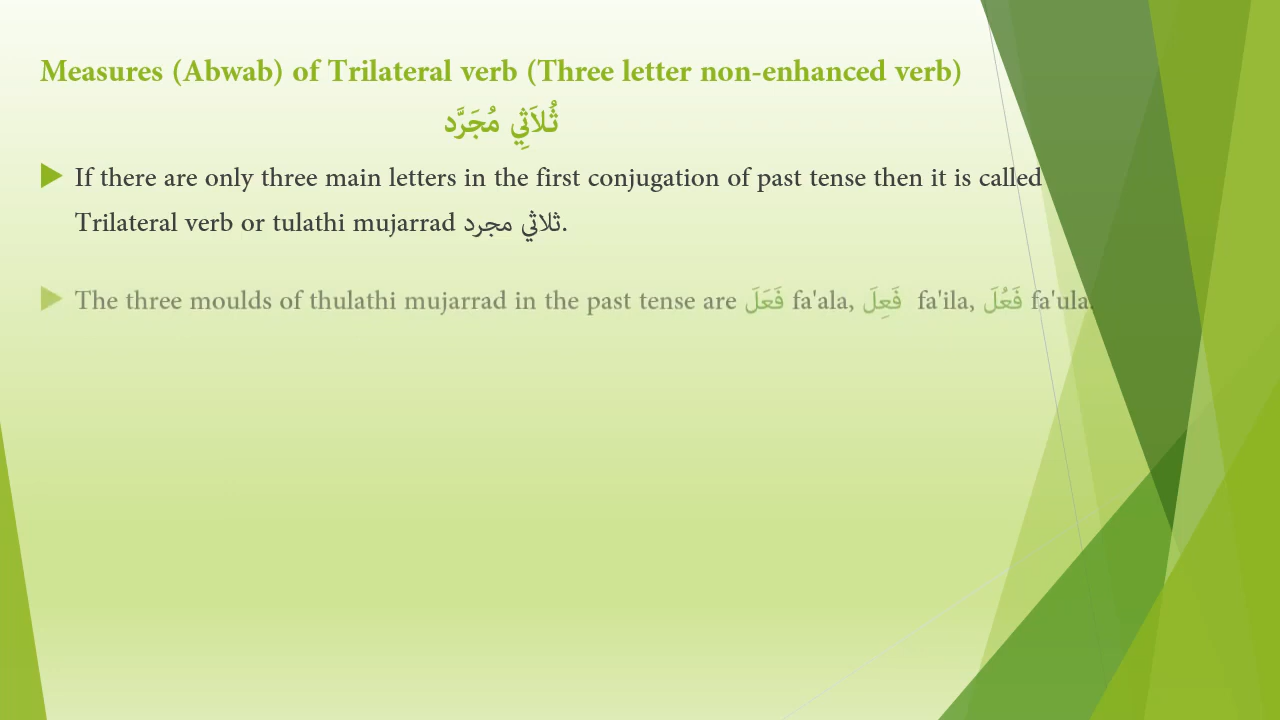 Measures (Abwab) of Trilateral verb (Three letter non-enhanced verb)
ثُلاَثِي مُجَرَّد
If there are only three main letters in the first conjugation of past tense then it is called
Trilateral verb or tulathi mujarrad ثلاثي مجرد.
The three moulds of thulathi mujarrad in the past tense are فَعَلَ fa'ala, فَعِلَ fa'ila, فَعُلَ fa'ula.